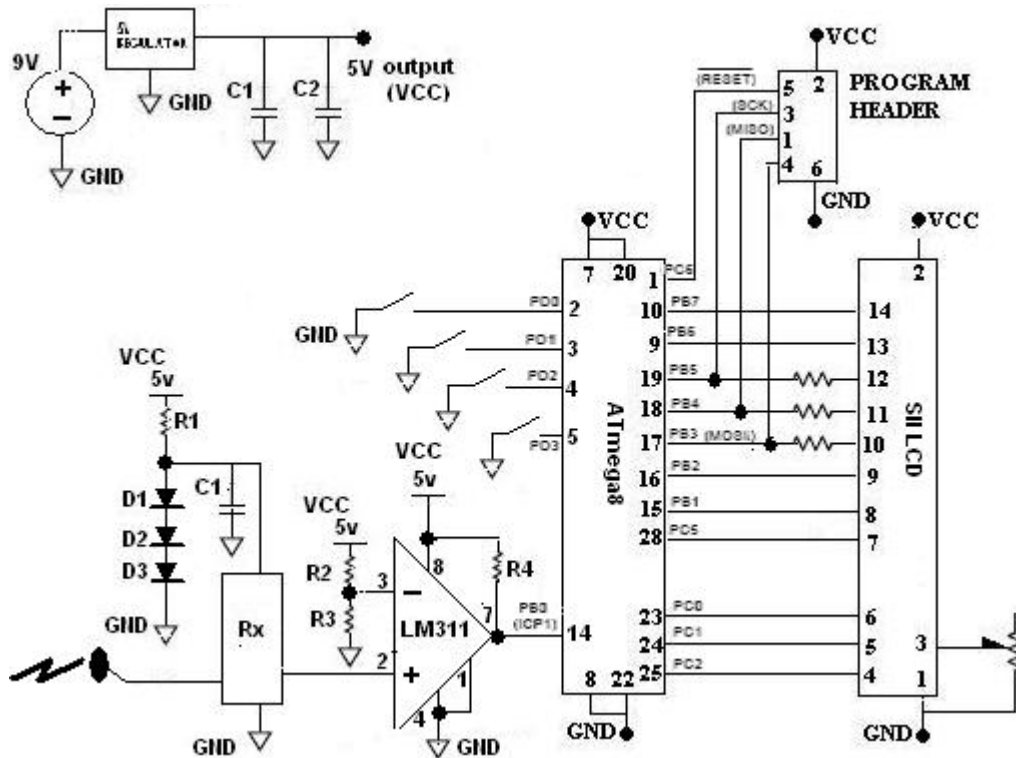 5v
REGULATOR
9V
GND
GND
C1
C2
5V output
(VCC)
VCC
PROGRAM
HEADER
(RESET)
(SCK)
(MISO)
5
3
1
4
2
6
GND
VCC
7
20
PC6
1
PD0
2
GND
PD1
3
PD2
4
PD3
5
ATmega8
10
PB7
9
PB6
19
PB5
18
PB4
17
PB3
(MOSI)
16
PB2
15
PB1
28
PC5
23
PC0
24
PC1
25
PC2
PB0
(ICP1)
14
8
22
GND
VCC
2
14
13
12
11
10
9
8
7
6
5
4
3
1
LCD
GND
VCC
5v
R1
D1
D2
D3
C1
GND
Rx
GND
VCC
5v
R2
R3
VCC
5v
R4
3
2
8
7
LM311
1
4
GND